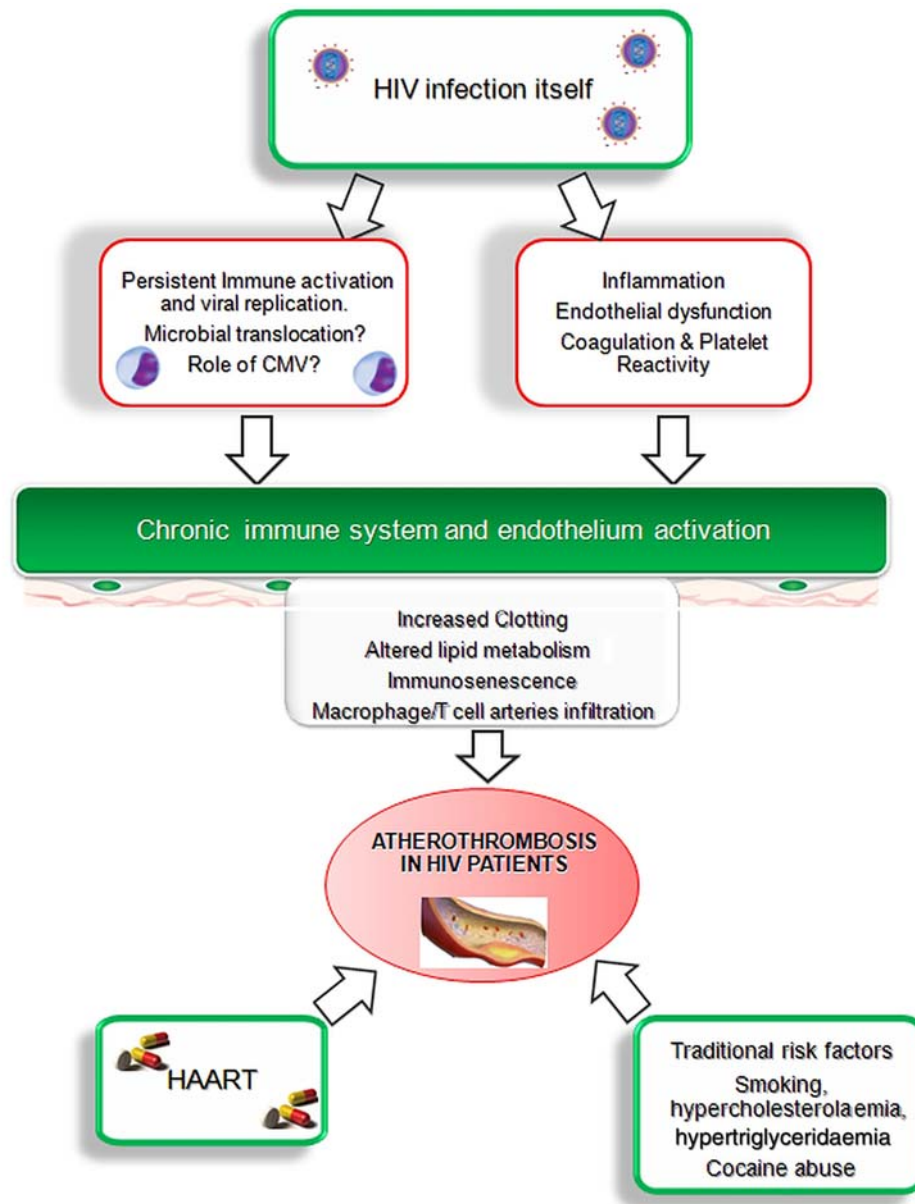 HIV infection itself
Persistent Immune activation
and viral replication.
Microbial translocation?
Role of CMV?
Inflammation
Endothelial dysfunction
Coagulation & Platelet
Reactivity
Chronic immune system and endothelium activation
Increased Clotting
Altered lipid metabolism
Immunosenescence
Macrophage/T cell arteries infiltration
ATHEROTHROMBOSIS
IN HIV PATIENTS
HAART
Traditional risk factors
Smoking,
hypercholesterolaemia,
hypertriglyceridaemia
Cocaine abuse